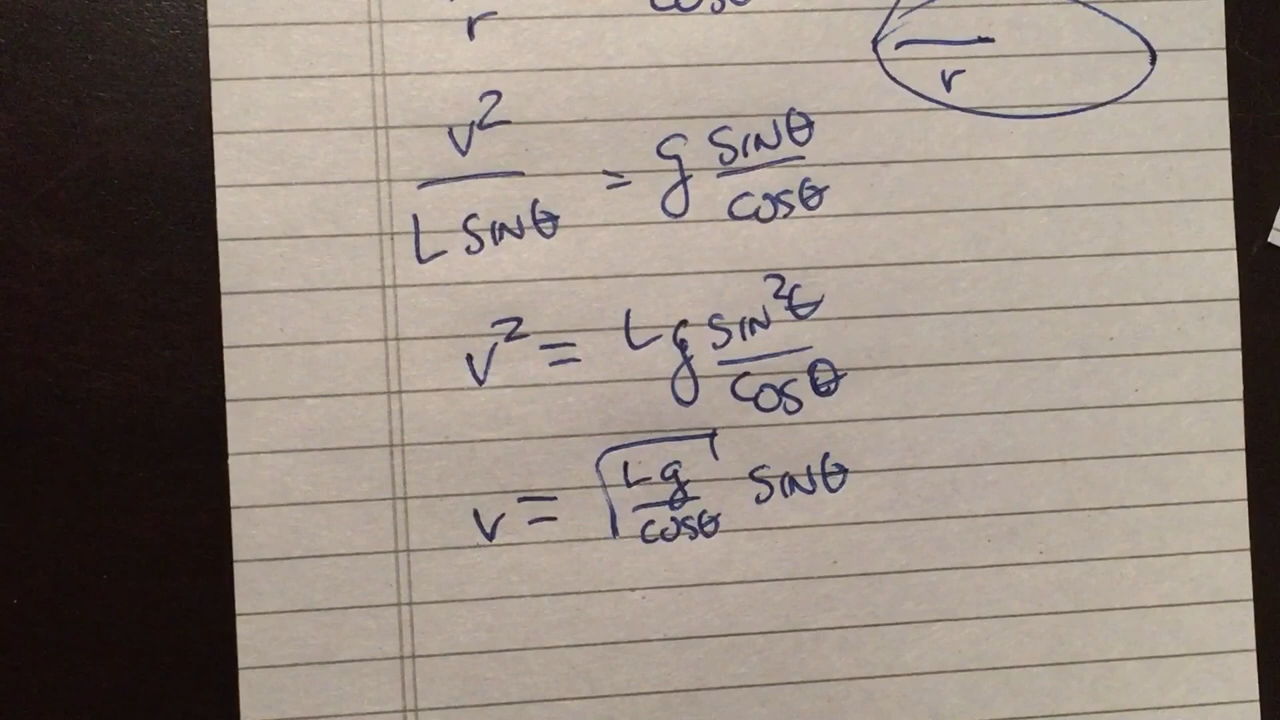 r
r
v²
—
L SINθ = g SINθ / COSθ
v² = Lg SIN²θ / COSθ
v = √(Lg / COSθ) SINθ